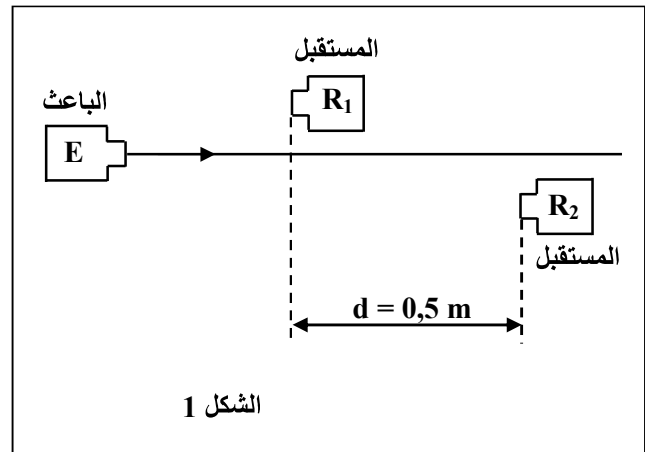 المستقبل
الباعث
R₁
E
R₂
المستقبل
d = 0,5 m
الشكل 1